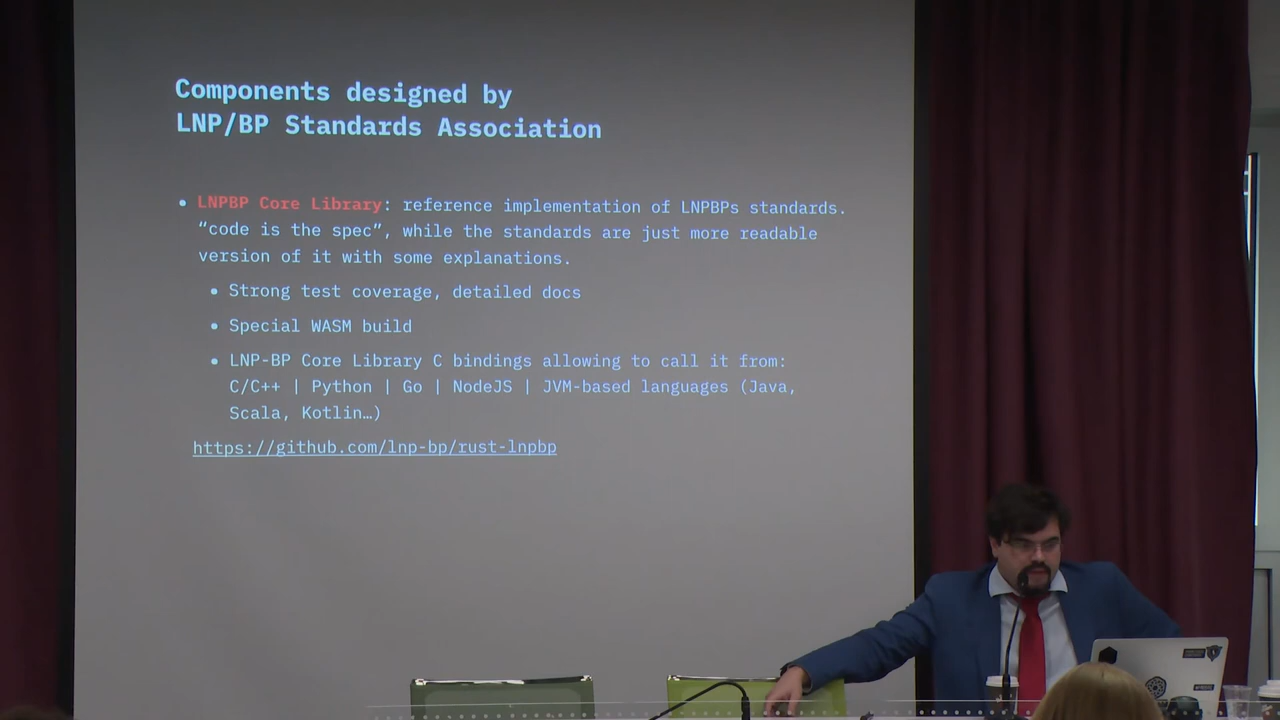 Components designed by
LNP/BP Standards Association
• LNPBP Core Library: reference implementation of LNPBPs standards.
“code is the spec”, while the standards are just more readable
version of it with some explanations.
• Strong test coverage, detailed docs
• Special WASM build
• LNP-BP Core Library C bindings allowing to call it from:
C/C++ | Python | Go | NodeJS | JVM-based languages (Java,
Scala, Kotlin…)
https://github.com/lnp-bp/rust-lnpbp